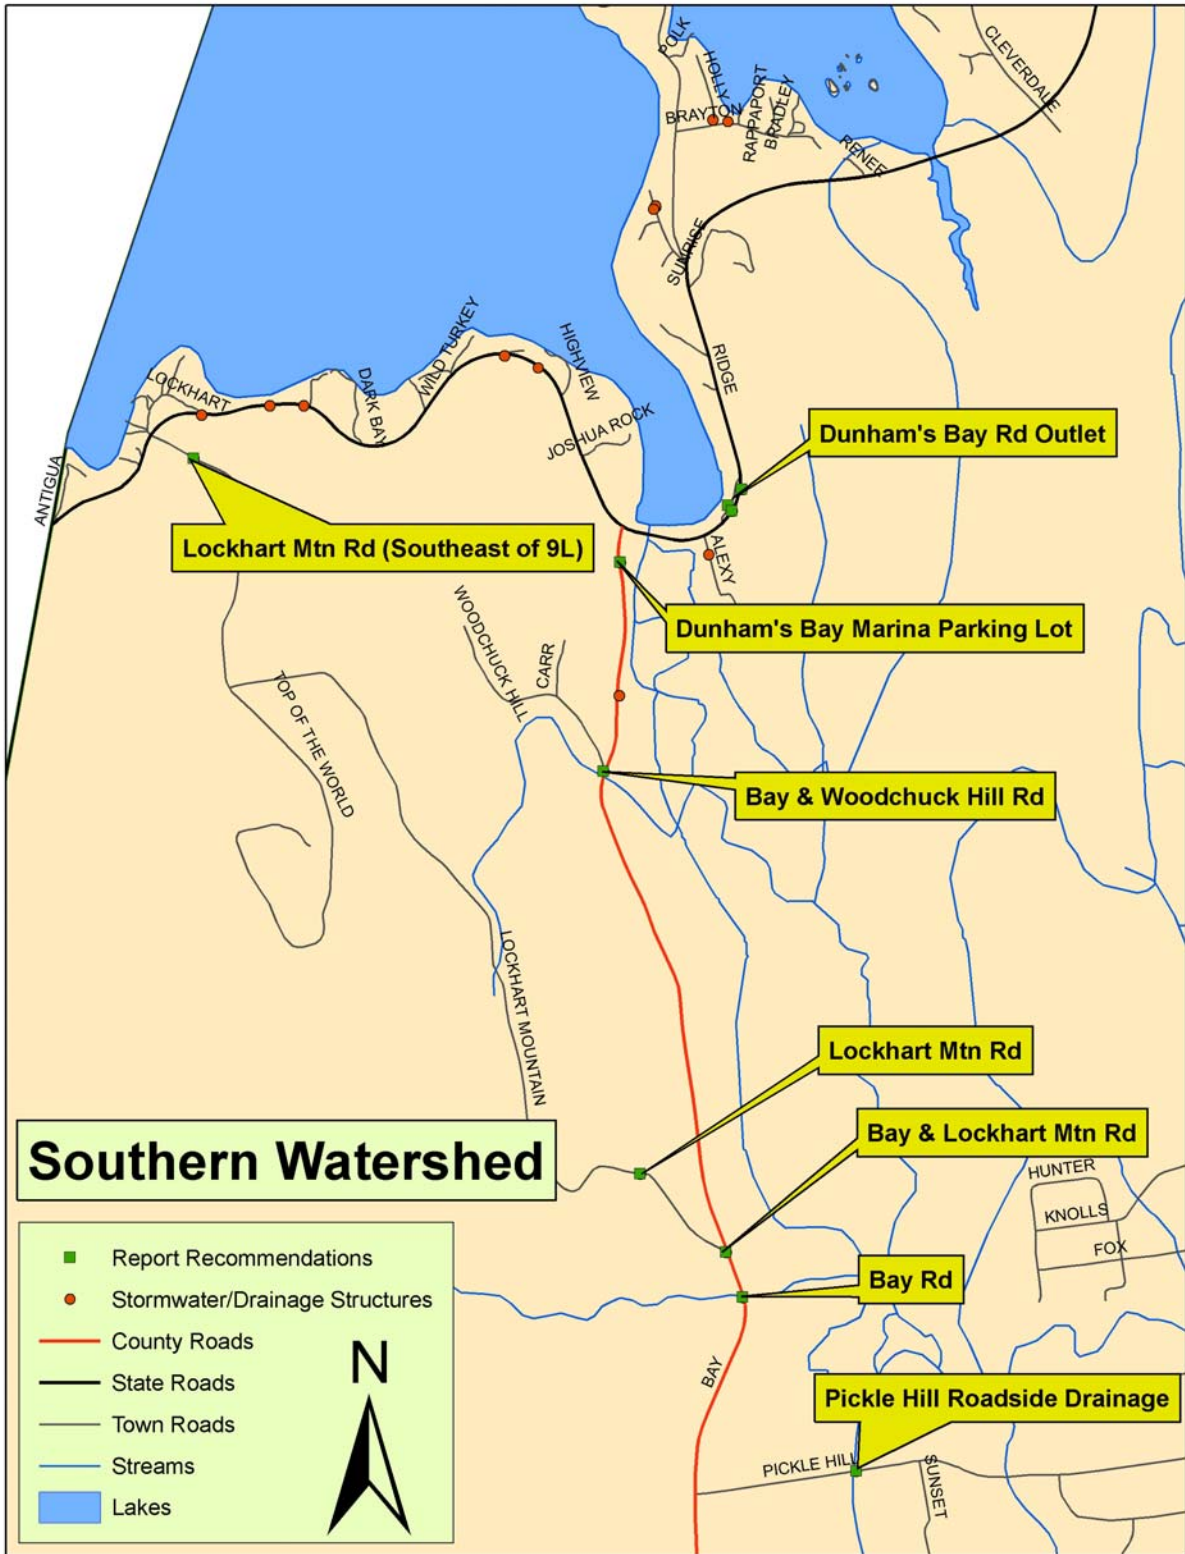 POLK
HOLLY
BRAYTON
RAPPAPORT
BRADLEY
CLEVERDALE
RENEE
SUNRISE
RIDGE
HIGHVIEW
WILD TURKEY
DARK BAY
LOCKHART
JOSHUA ROCK
ANTIGUA
Dunham's Bay Rd Outlet
Lockhart Mtn Rd (Southeast of 9L)
ALEXY
Dunham's Bay Marina Parking Lot
WOODCHUCK HILL
CARR
TOP OF THE WORLD
Bay & Woodchuck Hill Rd
LOCKHART MOUNTAIN
Lockhart Mtn Rd
Bay & Lockhart Mtn Rd
Southern Watershed
HUNTER
KNOLLS
FOX
Bay Rd
BAY
Pickle Hill Roadside Drainage
PICKLE HILL
SUNSET
Report Recommendations
Stormwater/Drainage Structures
County Roads
State Roads
Town Roads
Streams
Lakes
N